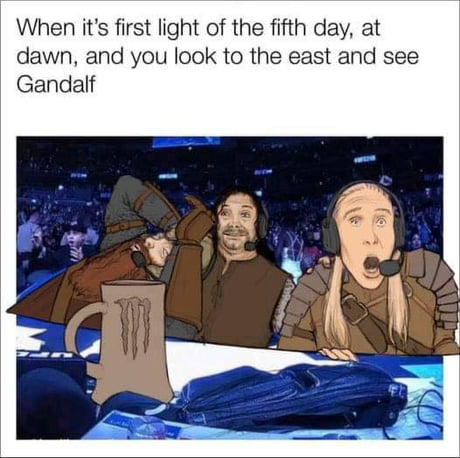 When it's first light of the fifth day, at
dawn, and you look to the east and see
Gandalf